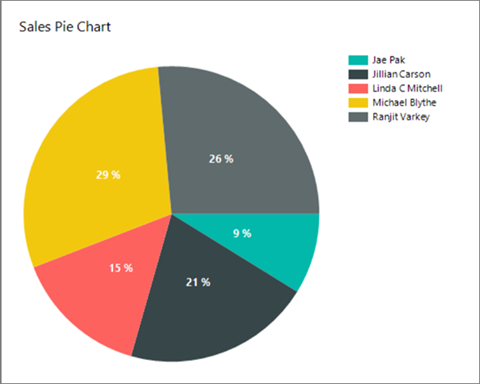 Sales Pie Chart
Jae Pak
Jillian Carson
Linda C Mitchell
Michael Blythe
Ranjit Varkey
29 %
26 %
9 %
15 %
21 %